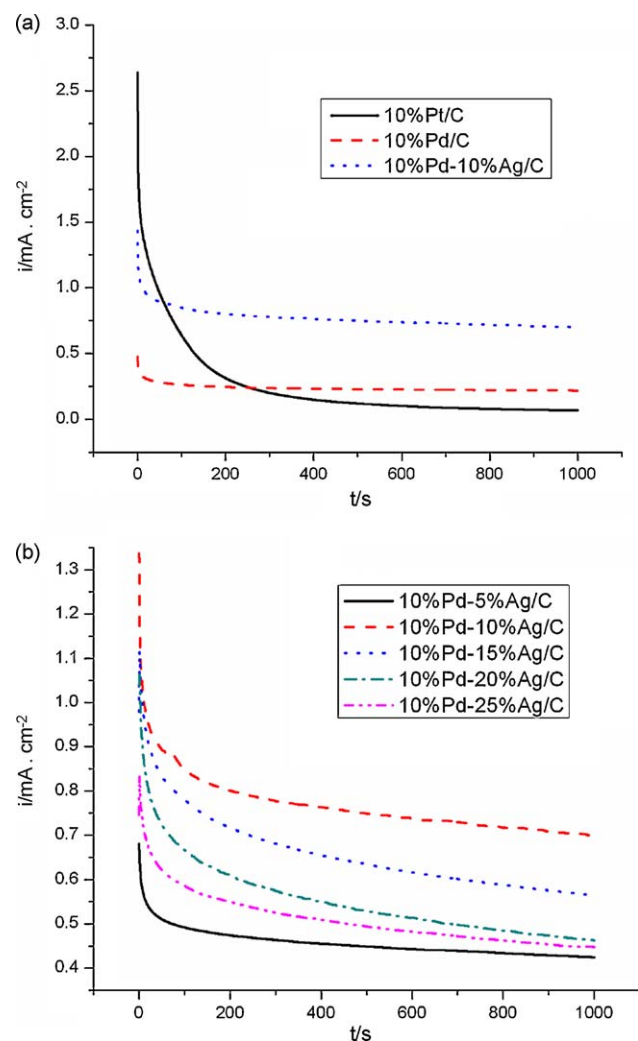 (a)
3.0
2.5
2.0
1.5
1.0
0.5
0.0
i/mA . cm-2
10%Pt/C
10%Pd/C
10%Pd-10%Ag/C
0 200 400 600 800 1000
t/s
(b)
1.3
1.2
1.1
1.0
0.9
0.8
0.7
0.6
0.5
0.4
i/mA . cm-2
10%Pd-5%Ag/C
10%Pd-10%Ag/C
10%Pd-15%Ag/C
10%Pd-20%Ag/C
10%Pd-25%Ag/C
0 200 400 600 800 1000
t/s